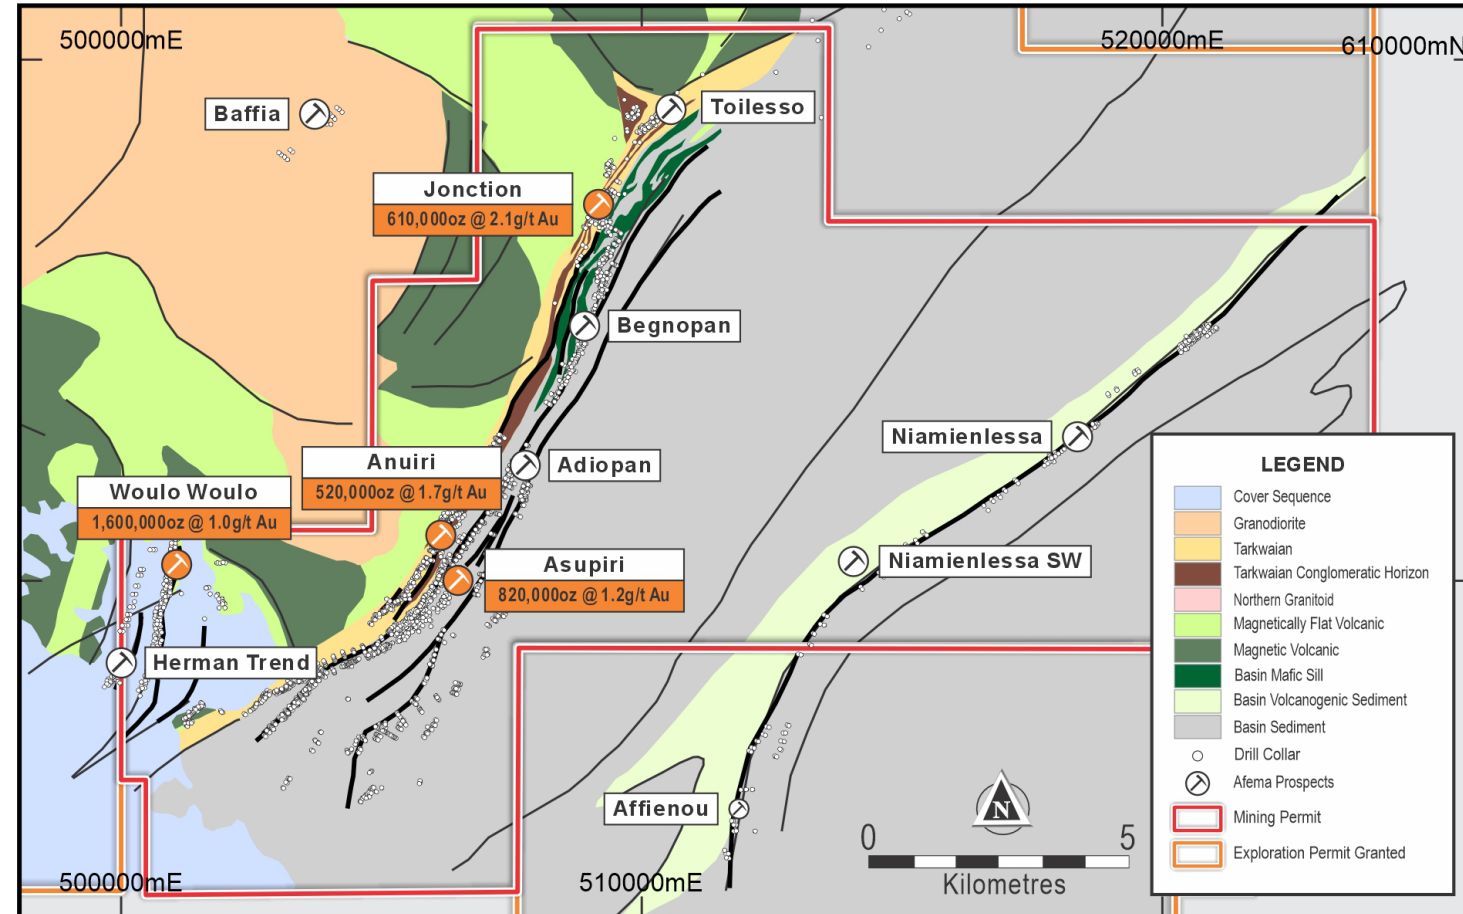 500000mE
520000mE
610000mN
Baffia
Toilesso
Jonction
610,000oz @ 2.1g/t Au
Begnopan
Niamienlessa
Anuiri
520,000oz @ 1.7g/t Au
Adiopan
Woulo Woulo
1,600,000oz @ 1.0g/t Au
Asupiri
820,000oz @ 1.2g/t Au
Niamienlessa SW
Herman Trend
Affienou
LEGEND
Cover Sequence
Granodiorite
Tarkwaian
Tarkwaian Conglomeratic Horizon
Northern Granitoid
Magnetically Flat Volcanic
Magnetic Volcanic
Basin Mafic Sill
Basin Volcanogenic Sediment
Basin Sediment
Drill Collar
Afema Prospects
Mining Permit
Exploration Permit Granted
N
0 5
Kilometres
500000mE
510000mE